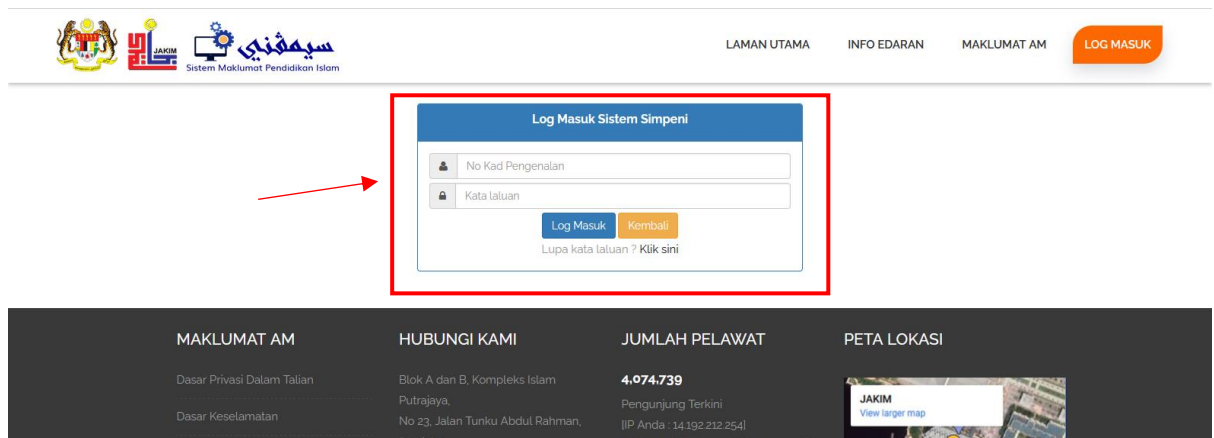 JAKIM
سيمڤني
Sistem Maklumat Pendidikan Islam
LAMAN UTAMA
INFO EDARAN
MAKLUMAT AM
LOG MASUK
Log Masuk Sistem Simpeni
No Kad Pengenalan
Kata laluan
Log Masuk
Kembali
Lupa kata laluan ? Klik sini
MAKLUMAT AM
Dasar Privasi Dalam Talian
Dasar Keselamatan
HUBUNGI KAMI
Blok A dan B, Kompleks Islam
Putrajaya,
No 23, Jalan Tunku Abdul Rahman,
JUMLAH PELAWAT
4,074,739
Pengunjung Terkini
[IP Anda : 14.192.212.254]
PETA LOKASI
JAKIM
View larger map